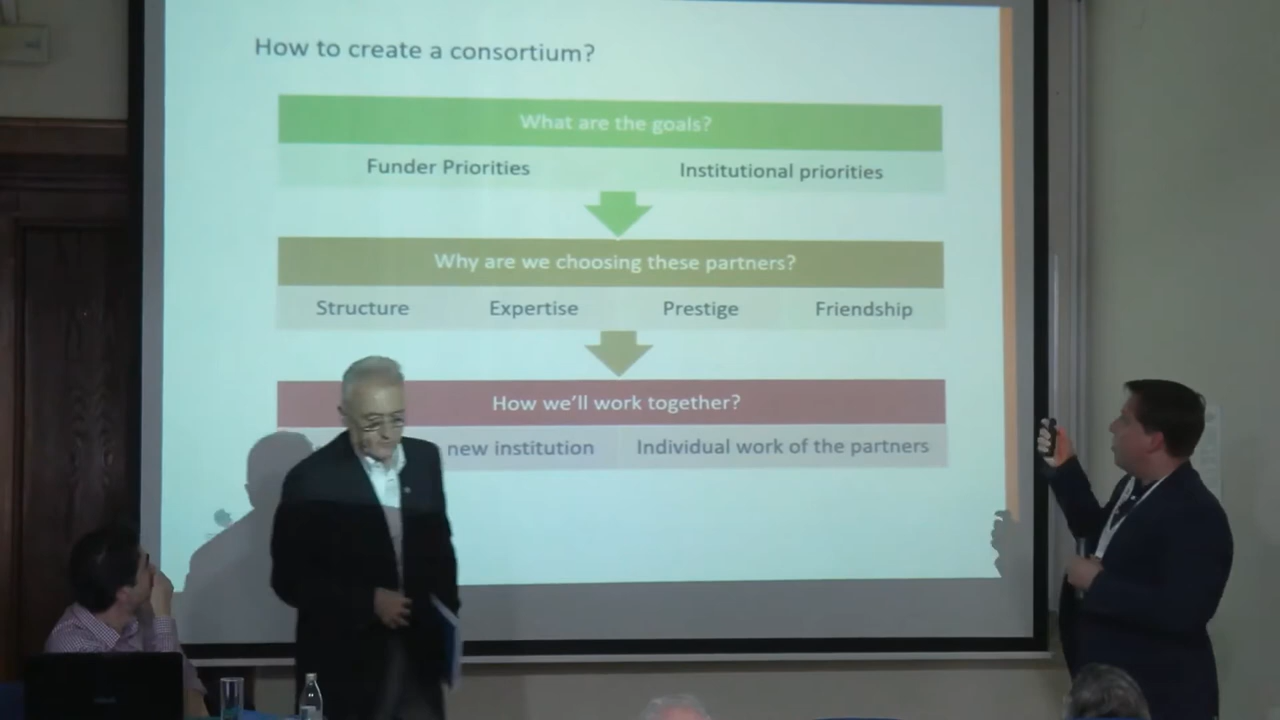 How to create a consortium?
What are the goals?
Funder Priorities Institutional priorities
Why are we choosing these partners?
Structure Expertise Prestige Friendship
How we'll work together?
new institution Individual work of the partners